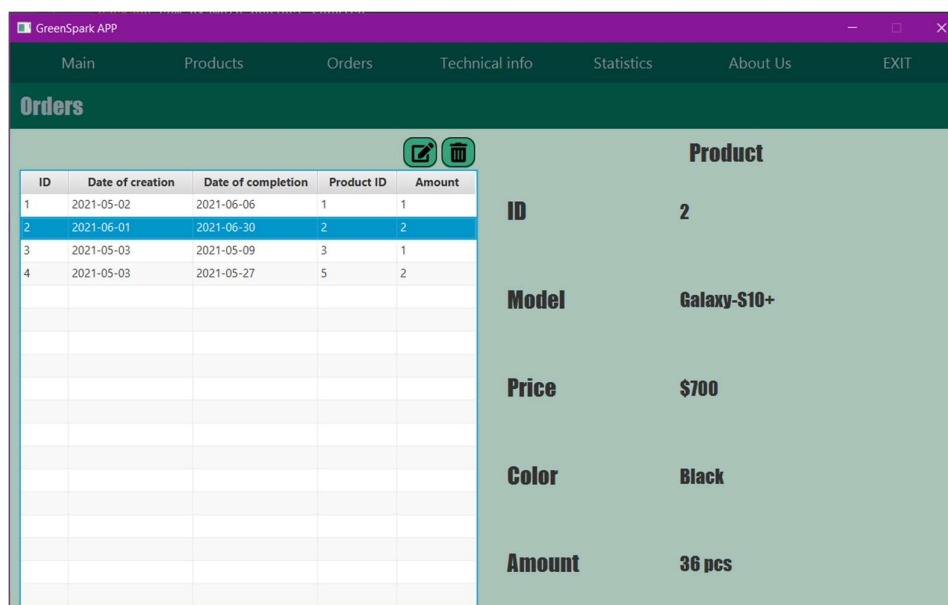 GreenSpark APP
Main Products Orders Technical info Statistics About Us EXIT
Orders
ID Date of creation Date of completion Product ID Amount
1 2021-05-02 2021-06-06 1 1
2 2021-06-01 2021-06-30 2 2
3 2021-05-03 2021-05-09 3 1
4 2021-05-03 2021-05-27 5 2
Product
ID 2
Model Galaxy-S10+
Price $700
Color Black
Amount 36 pcs